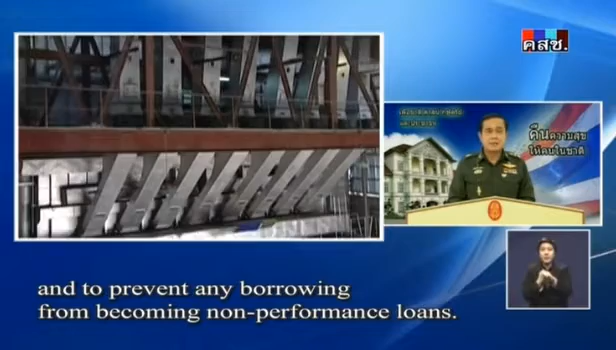 คสช.
คืนความสุข
ให้คนในชาติ
and to prevent any borrowing
from becoming non-performance loans.